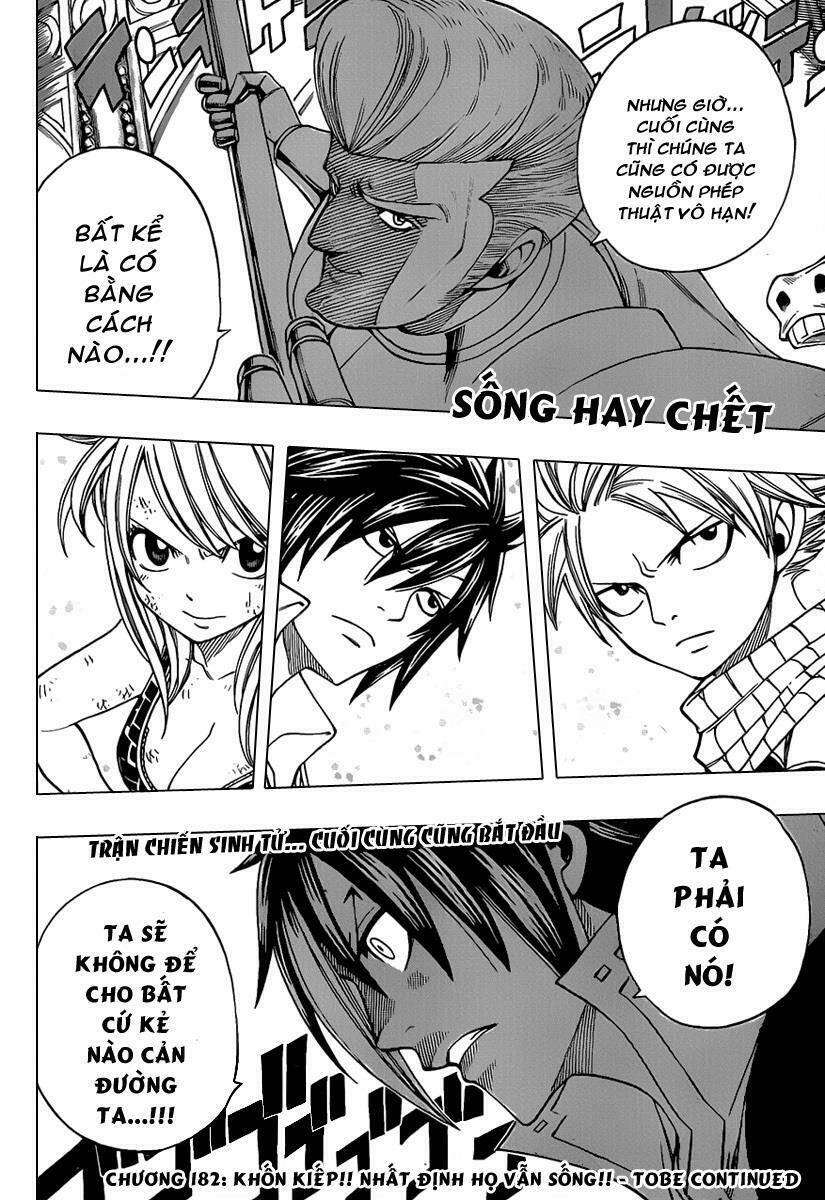 NHƯNG GIỜ...
CUỐI CÙNG
THÌ CHÚNG TA
CŨNG CÓ ĐƯỢC
NGUỒN PHÉP
THUẬT VÔ HẠN!
BẤT KỂ
LÀ CÓ
BẰNG
CÁCH
NÀO...!!
SỐNG HAY CHẾT
TRẬN CHIẾN SINH TỬ... CUỐI CÙNG CŨNG BẮT ĐẦU
TA
PHẢI
CÓ
NÓ!
TA SẼ
KHÔNG ĐỂ
CHO BẤT
CỨ KẺ
NÀO CẢN
ĐƯỜNG
TA...!!!
CHƯƠNG 182: KHỐN KIẾP!! NHẤT ĐỊNH HỌ VẪN SỐNG!! - TOBE CONTINUED